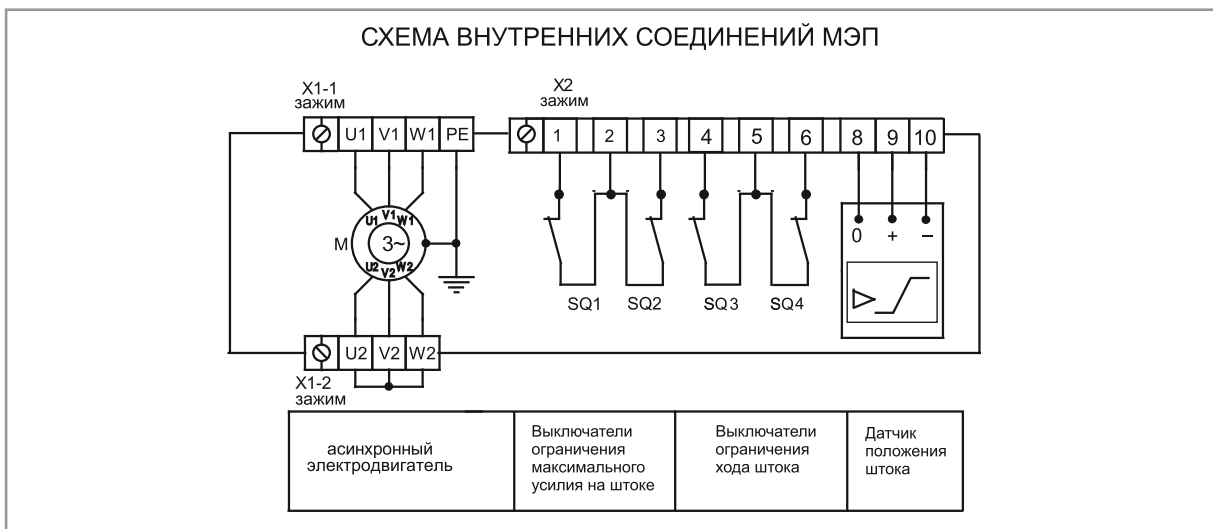 СХЕМА ВНУТРЕННИХ СОЕДИНЕНИЙ МЭП
X1-1
зажим
X2
зажим
U1 V1 W1 PE
1 2 3 4 5 6 8 9 10
U1 V1 W1
M 3~
U2 V2 W2
0 + −
SQ1 SQ2 SQ3 SQ4
U2 V2 W2
X1-2
зажим
асинхронный
электродвигатель
Выключатели
ограничения
максимального
усилия на штоке
Выключатели
ограничения
хода штока
Датчик
положения
штока